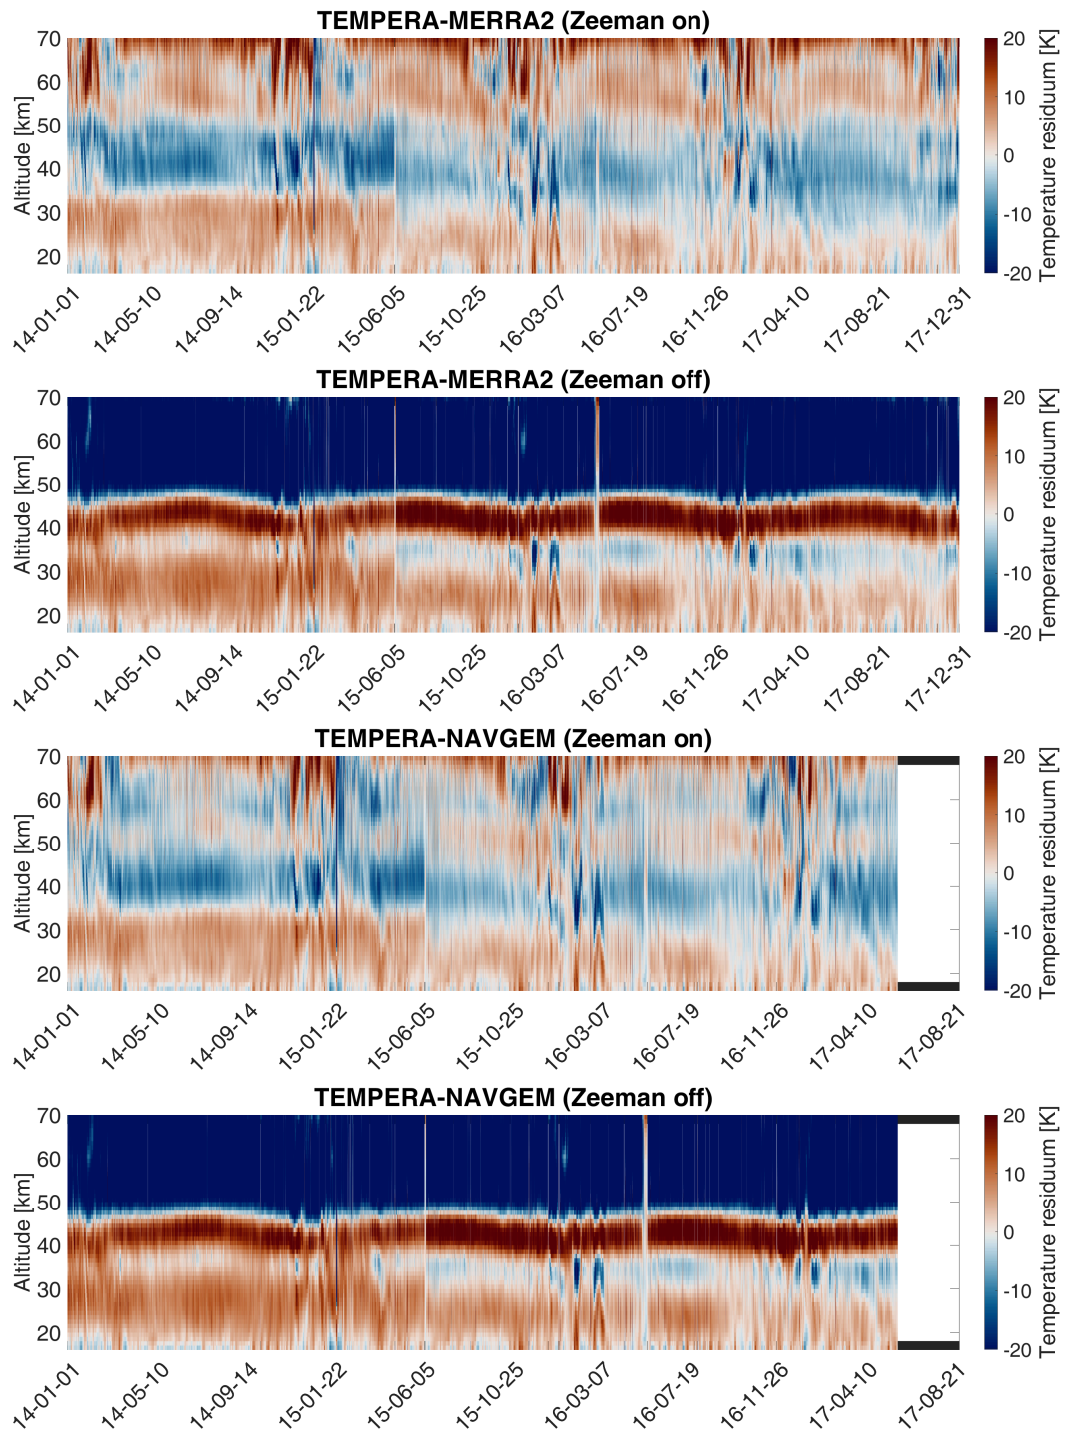 TEMPERA-MERRA2 (Zeeman on)
70
60
50
40
30
20
Altitude [km]
14-01-01 14-05-10 14-09-14 15-01-22 15-06-05 15-10-25 16-03-07 16-07-19 16-11-26 17-04-10 17-08-21 17-12-31
20
10
0
-10
-20
Temperature residuum [K]
TEMPERA-MERRA2 (Zeeman off)
70
60
50
40
30
20
Altitude [km]
14-01-01 14-05-10 14-09-14 15-01-22 15-06-05 15-10-25 16-03-07 16-07-19 16-11-26 17-04-10 17-08-21 17-12-31
20
10
0
-10
-20
Temperature residuum [K]
TEMPERA-NAVGEM (Zeeman on)
70
60
50
40
30
20
Altitude [km]
14-01-01 14-05-10 14-09-14 15-01-22 15-06-05 15-10-25 16-03-07 16-07-19 16-11-26 17-04-10 17-08-21
20
10
0
-10
-20
Temperature residuum [K]
TEMPERA-NAVGEM (Zeeman off)
70
60
50
40
30
20
Altitude [km]
14-01-01 14-05-10 14-09-14 15-01-22 15-06-05 15-10-25 16-03-07 16-07-19 16-11-26 17-04-10 17-08-21
20
10
0
-10
-20
Temperature residuum [K]